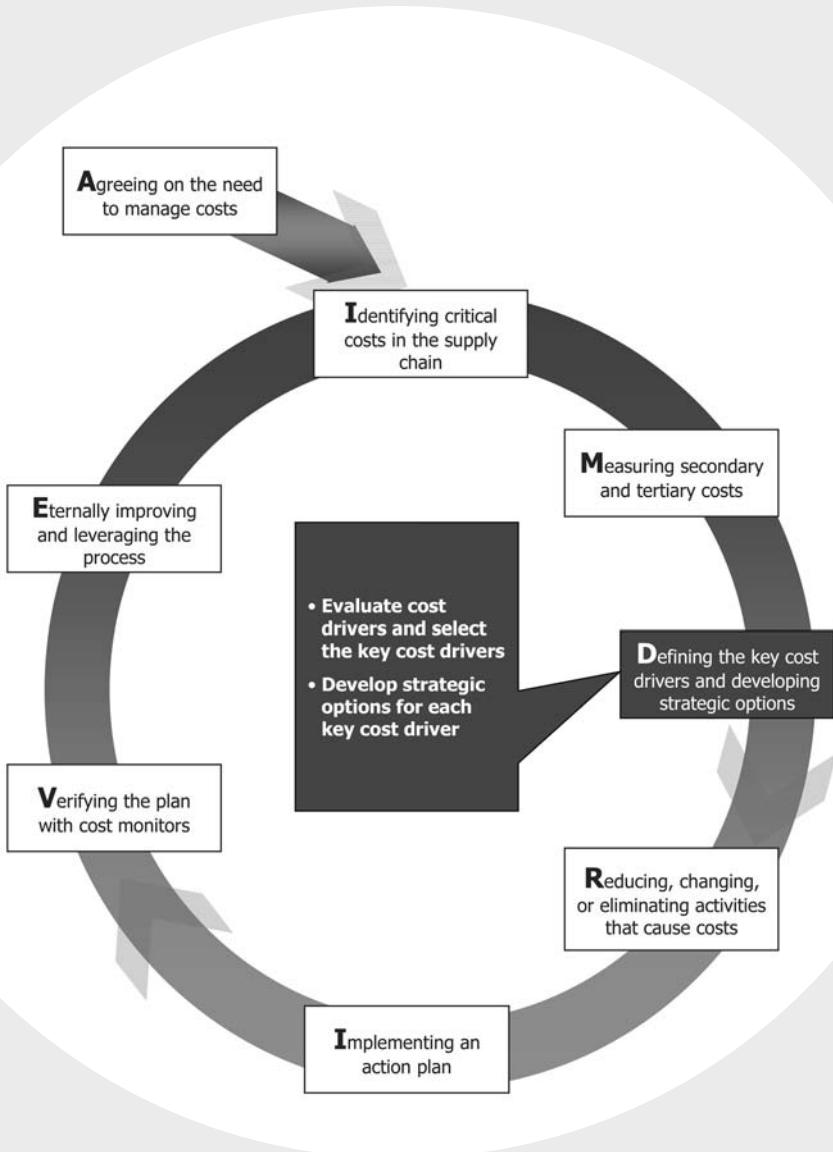 Agreeing on the need
to manage costs
Identifying critical
costs in the supply
chain
Measuring secondary
and tertiary costs
Eternally improving
and leveraging the
process
• Evaluate cost
drivers and select
the key cost drivers
• Develop strategic
options for each
key cost driver
Defining the key cost
drivers and developing
strategic options
Verifying the plan
with cost monitors
Reducing, changing,
or eliminating activities
that cause costs
Implementing an
action plan